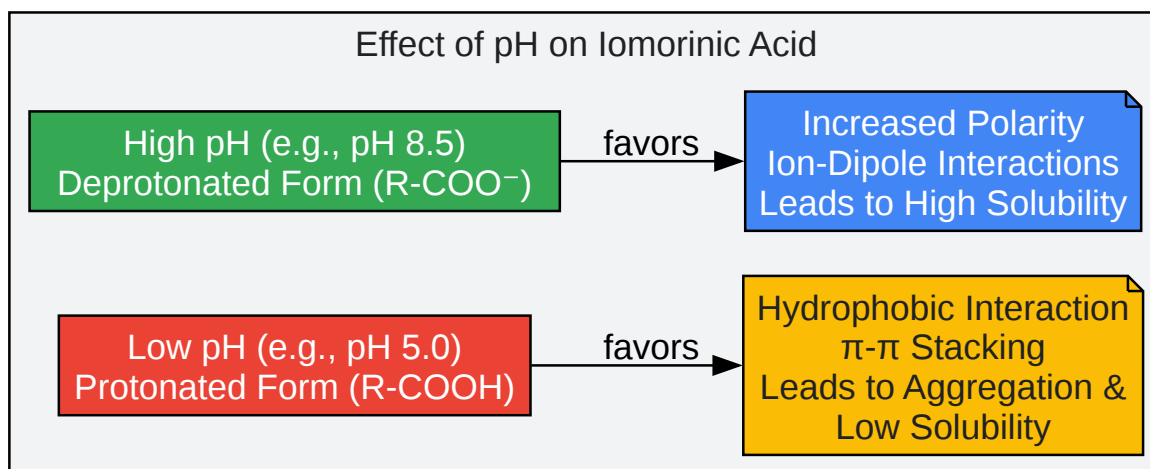 Effect of pH on Iomorinic Acid
High pH (e.g., pH 8.5)
Deprotonated Form (R-COO⁻)
favors
Increased Polarity
Ion-Dipole Interactions
Leads to High Solubility
Low pH (e.g., pH 5.0)
Protonated Form (R-COOH)
favors
Hydrophobic Interaction
π-π Stacking
Leads to Aggregation &
Low Solubility